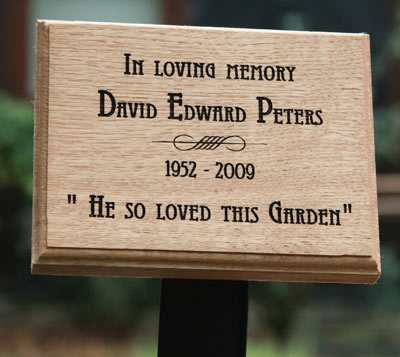 In loving memory
David Edward Peters
1952 - 2009
" He so loved this Garden"